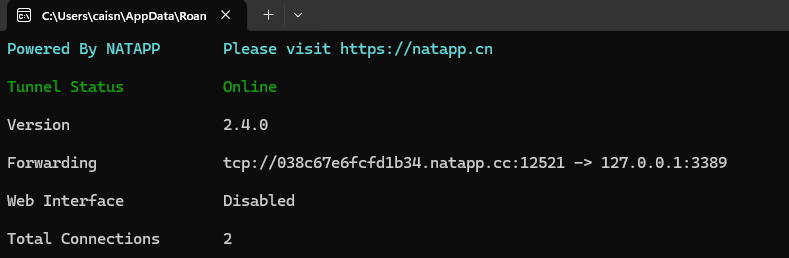 C:\Users\caisn\AppData\Roan
Powered By NATAPP Please visit https://natapp.cn
Tunnel Status Online
Version 2.4.0
Forwarding tcp://038c67e6fcfd1b34.natapp.cc:12521 -> 127.0.0.1:3389
Web Interface Disabled
Total Connections 2